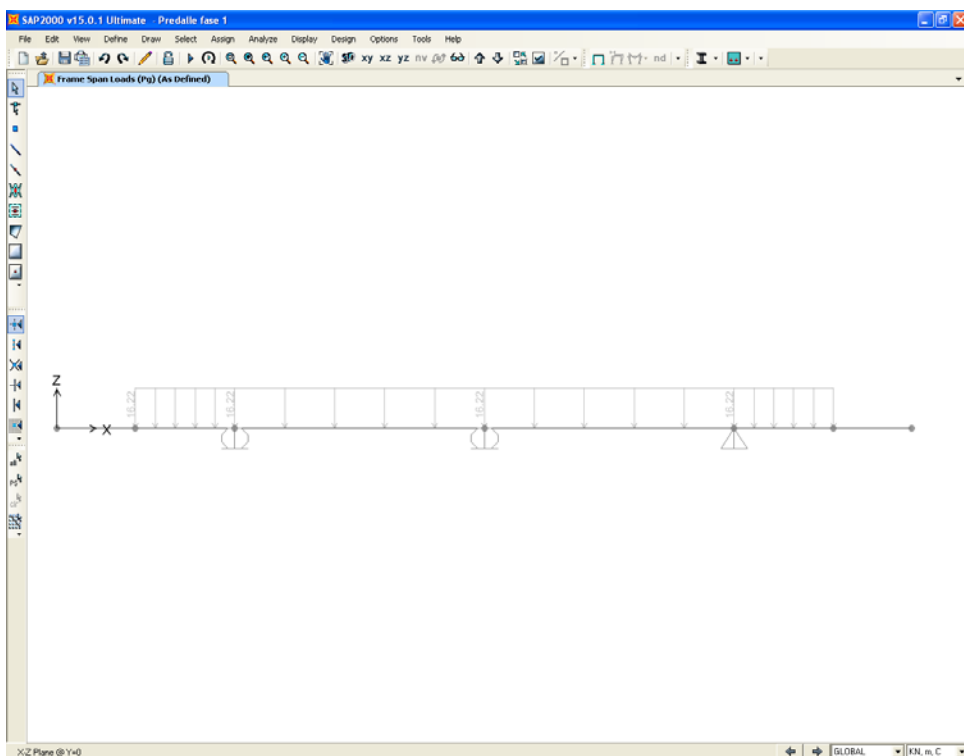 SAP2000 v15.0.1 Ultimate - Predalle fase 1
File Edit View Define Draw Select Assign Analyze Display Design Options Tools Help
xy xz yz nv nd
Frame Span Loads (Pg) (As Defined)
Z
16.22 16.22 16.22 16.22
X
X-Z Plane @ Y=0 GLOBAL KN, m, C